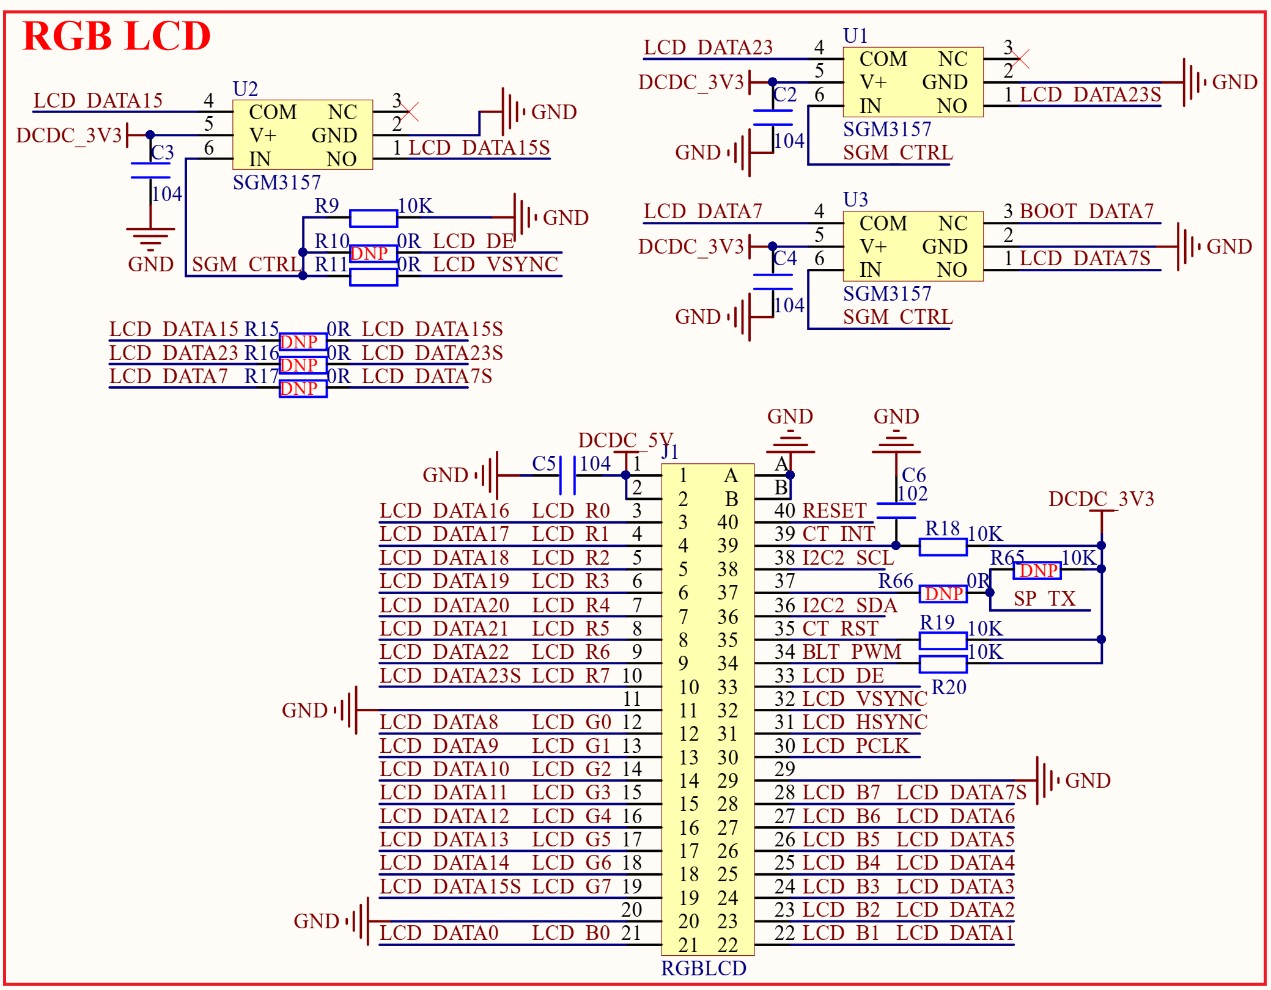 RGB LCD
U2
LCD_DATA15 4 COM NC 3
DCDC_3V3 5 V+ GND 2 GND
6 IN NO 1 LCD_DATA15S
C3
104
GND
SGM3157
R9 10K GND
R10 DNP 0R LCD_DE
SGM_CTRL R11 0R LCD_VSYNC
U1
LCD_DATA23 4 COM NC 3
DCDC_3V3 5 V+ GND 2 GND
6 IN NO 1 LCD_DATA23S
C2
104
GND
SGM3157
SGM_CTRL
U3
LCD_DATA7 4 COM NC 3 BOOT_DATA7
DCDC_3V3 5 V+ GND 2 GND
6 IN NO 1 LCD_DATA7S
C4
104
GND
SGM3157
SGM_CTRL
LCD_DATA15 R15 DNP 0R LCD_DATA15S
LCD_DATA23 R16 DNP 0R LCD_DATA23S
LCD_DATA7 R17 DNP 0R LCD_DATA7S
GND GND
DCDC_5V J1
GND C5 104 1 1 A A
2 2 B B
C6
102
DCDC_3V3
LCD_DATA16 LCD_R0 3 3 40 40 RESET
LCD_DATA17 LCD_R1 4 4 39 39 CT_INT R18 10K
LCD_DATA18 LCD_R2 5 5 38 38 I2C2_SCL R65 DNP 10K
LCD_DATA19 LCD_R3 6 6 37 37 R66 DNP 0R
SP_TX
LCD_DATA20 LCD_R4 7 7 36 36 I2C2_SDA
LCD_DATA21 LCD_R5 8 8 35 35 CT_RST R19 10K
LCD_DATA22 LCD_R6 9 9 34 34 BLT_PWM 10K
R20
LCD_DATA23S LCD_R7 10 10 33 33 LCD_DE
GND 11 11 32 32 LCD_VSYNC
LCD_DATA8 LCD_G0 12 12 31 31 LCD_HSYNC
LCD_DATA9 LCD_G1 13 13 30 30 LCD_PCLK
LCD_DATA10 LCD_G2 14 14 29 29 GND
LCD_DATA11 LCD_G3 15 15 28 28 LCD_B7 LCD_DATA7S
LCD_DATA12 LCD_G4 16 16 27 27 LCD_B6 LCD_DATA6
LCD_DATA13 LCD_G5 17 17 26 26 LCD_B5 LCD_DATA5
LCD_DATA14 LCD_G6 18 18 25 25 LCD_B4 LCD_DATA4
LCD_DATA15S LCD_G7 19 19 24 24 LCD_B3 LCD_DATA3
GND 20 20 23 23 LCD_B2 LCD_DATA2
LCD_DATA0 LCD_B0 21 21 22 22 LCD_B1 LCD_DATA1
RGBLCD